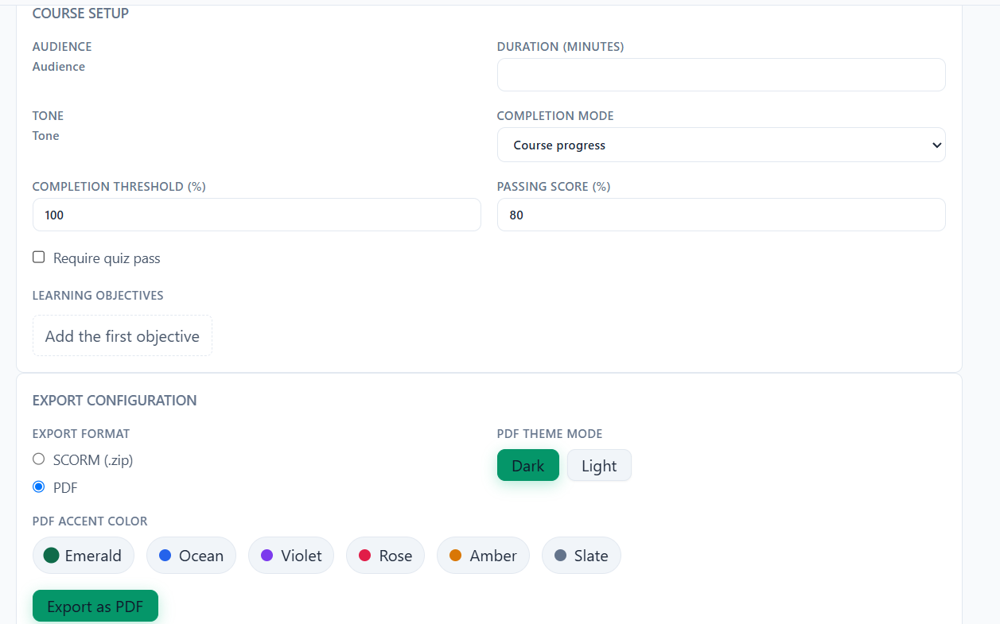 COURSE SETUP
AUDIENCE
Audience
DURATION (MINUTES)
TONE
Tone
COMPLETION MODE
Course progress
COMPLETION THRESHOLD (%)
100
PASSING SCORE (%)
80
Require quiz pass
LEARNING OBJECTIVES
Add the first objective
EXPORT CONFIGURATION
EXPORT FORMAT
SCORM (.zip)
PDF
PDF THEME MODE
Dark Light
PDF ACCENT COLOR
Emerald Ocean Violet Rose Amber Slate
Export as PDF